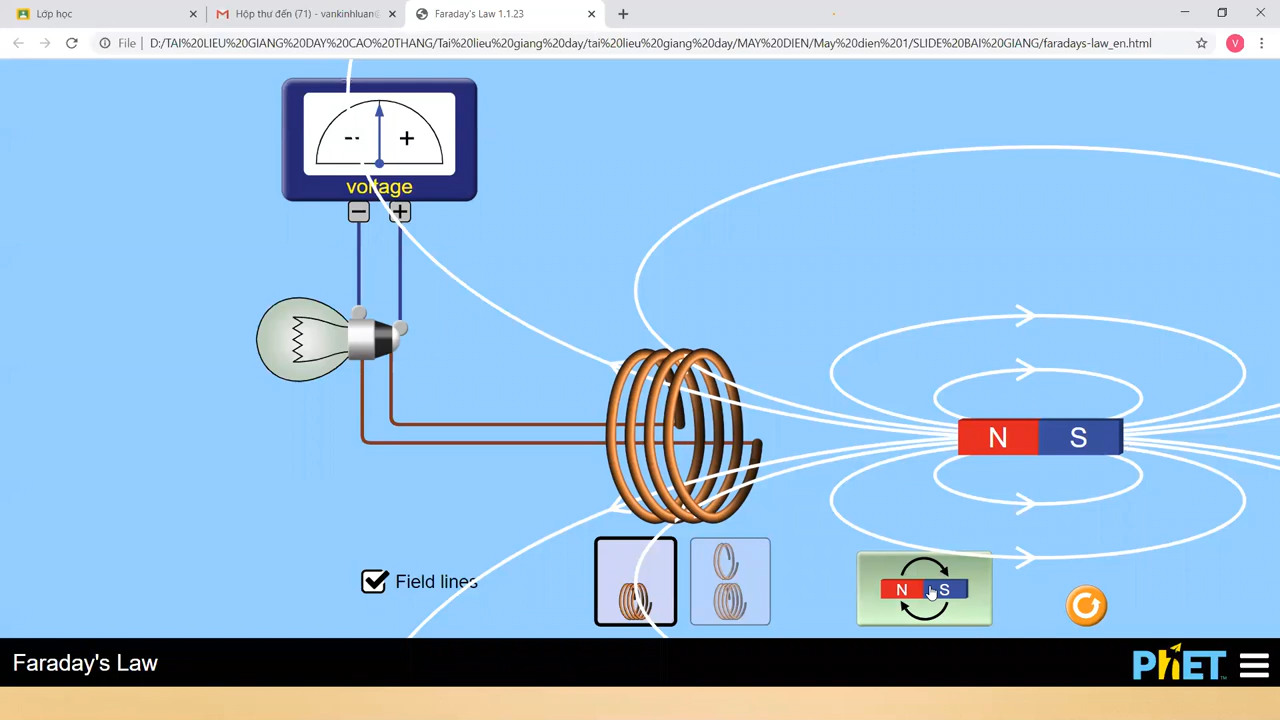 Lớp học
Hộp thư đến (71) - vankinhluan@
Faraday's Law 1.1.23
File
D:/TAI%20LIEU%20GIANG%20DAY%20CAO%20THANG/Tai%20lieu%20giang%20day/tai%20lieu%20giang%20day/MAY%20DIEN/May%20dien%201/SLIDE%20BAI%20GIANG/faradays-law_en.html
V
-- +
voltage
− +
N S
Field lines
N S
Faraday's Law
PhET